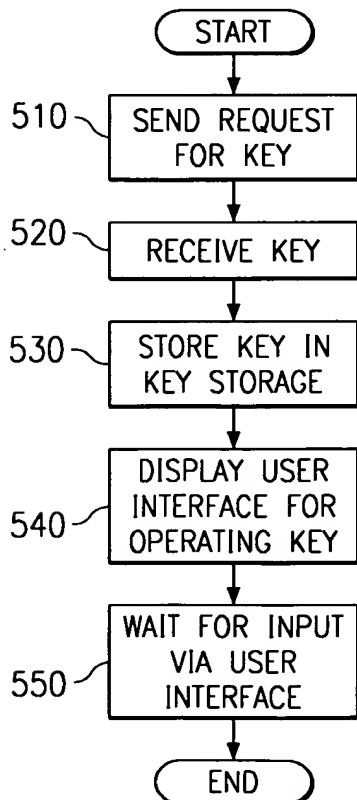 START
510
SEND REQUEST
FOR KEY
520
RECEIVE KEY
530
STORE KEY IN
KEY STORAGE
540
DISPLAY USER
INTERFACE FOR
OPERATING KEY
550
WAIT FOR INPUT
VIA USER
INTERFACE
END